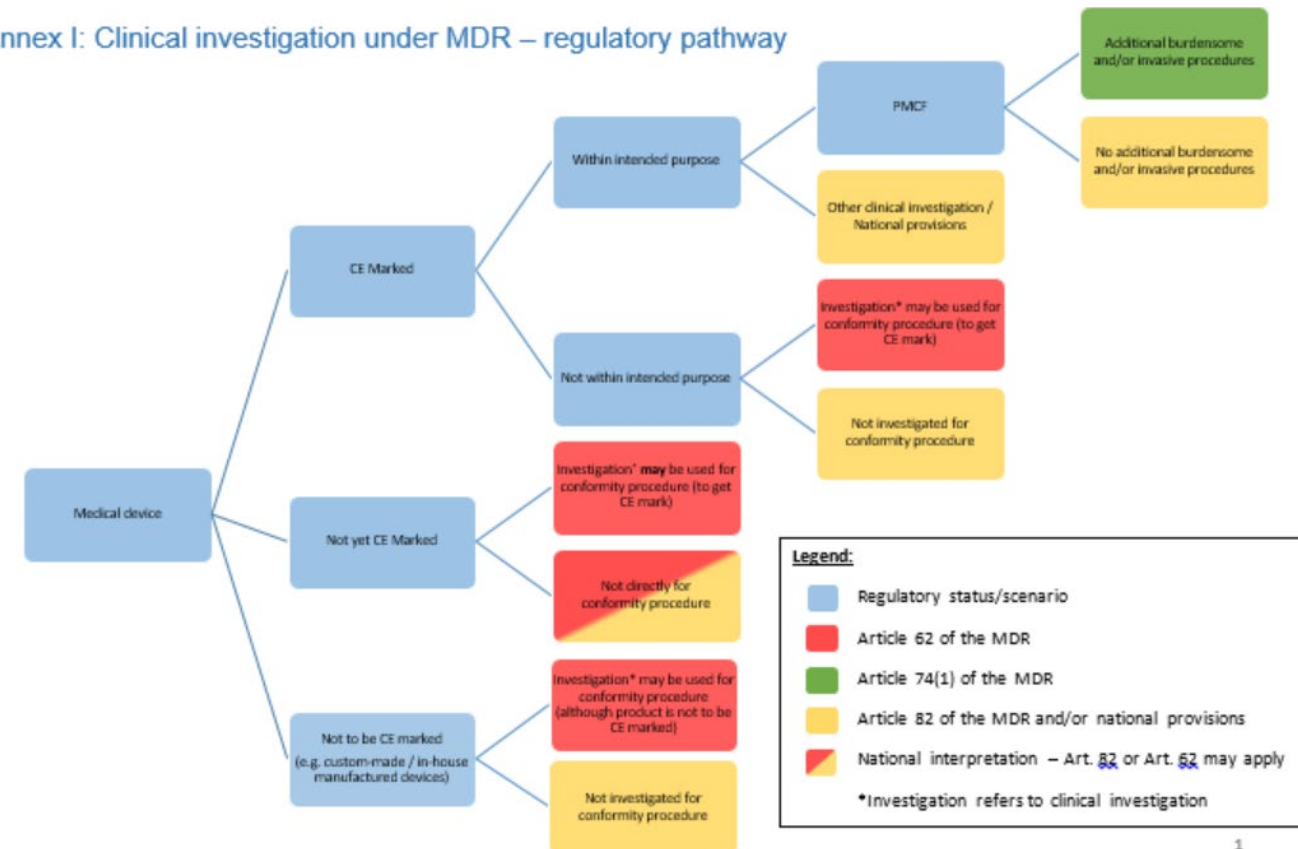 nnex I: Clinical investigation under MDR – regulatory pathway
Additional burdensome
and/or invasive procedures
PMCF
No additional burdensome
and/or invasive procedures
Within intended purpose
Other clinical investigation /
National provisions
CE Marked
Investigation* may be used for
conformity procedure (to get
CE mark)
Not within intended purpose
Not investigated for
conformity procedure
Medical device
Investigation* may be used for
conformity procedure (to get
CE mark)
Not yet CE Marked
Not directly for
conformity procedure
Investigation* may be used for
conformity procedure
(although product is not to be
CE marked)
Not to be CE marked
(e.g. custom-made / in-house
manufactured devices)
Not investigated for
conformity procedure
Legend:
Regulatory status/scenario
Article 62 of the MDR
Article 74(1) of the MDR
Article 82 of the MDR and/or national provisions
National interpretation – Art. 82 or Art. 62 may apply
*Investigation refers to clinical investigation
1